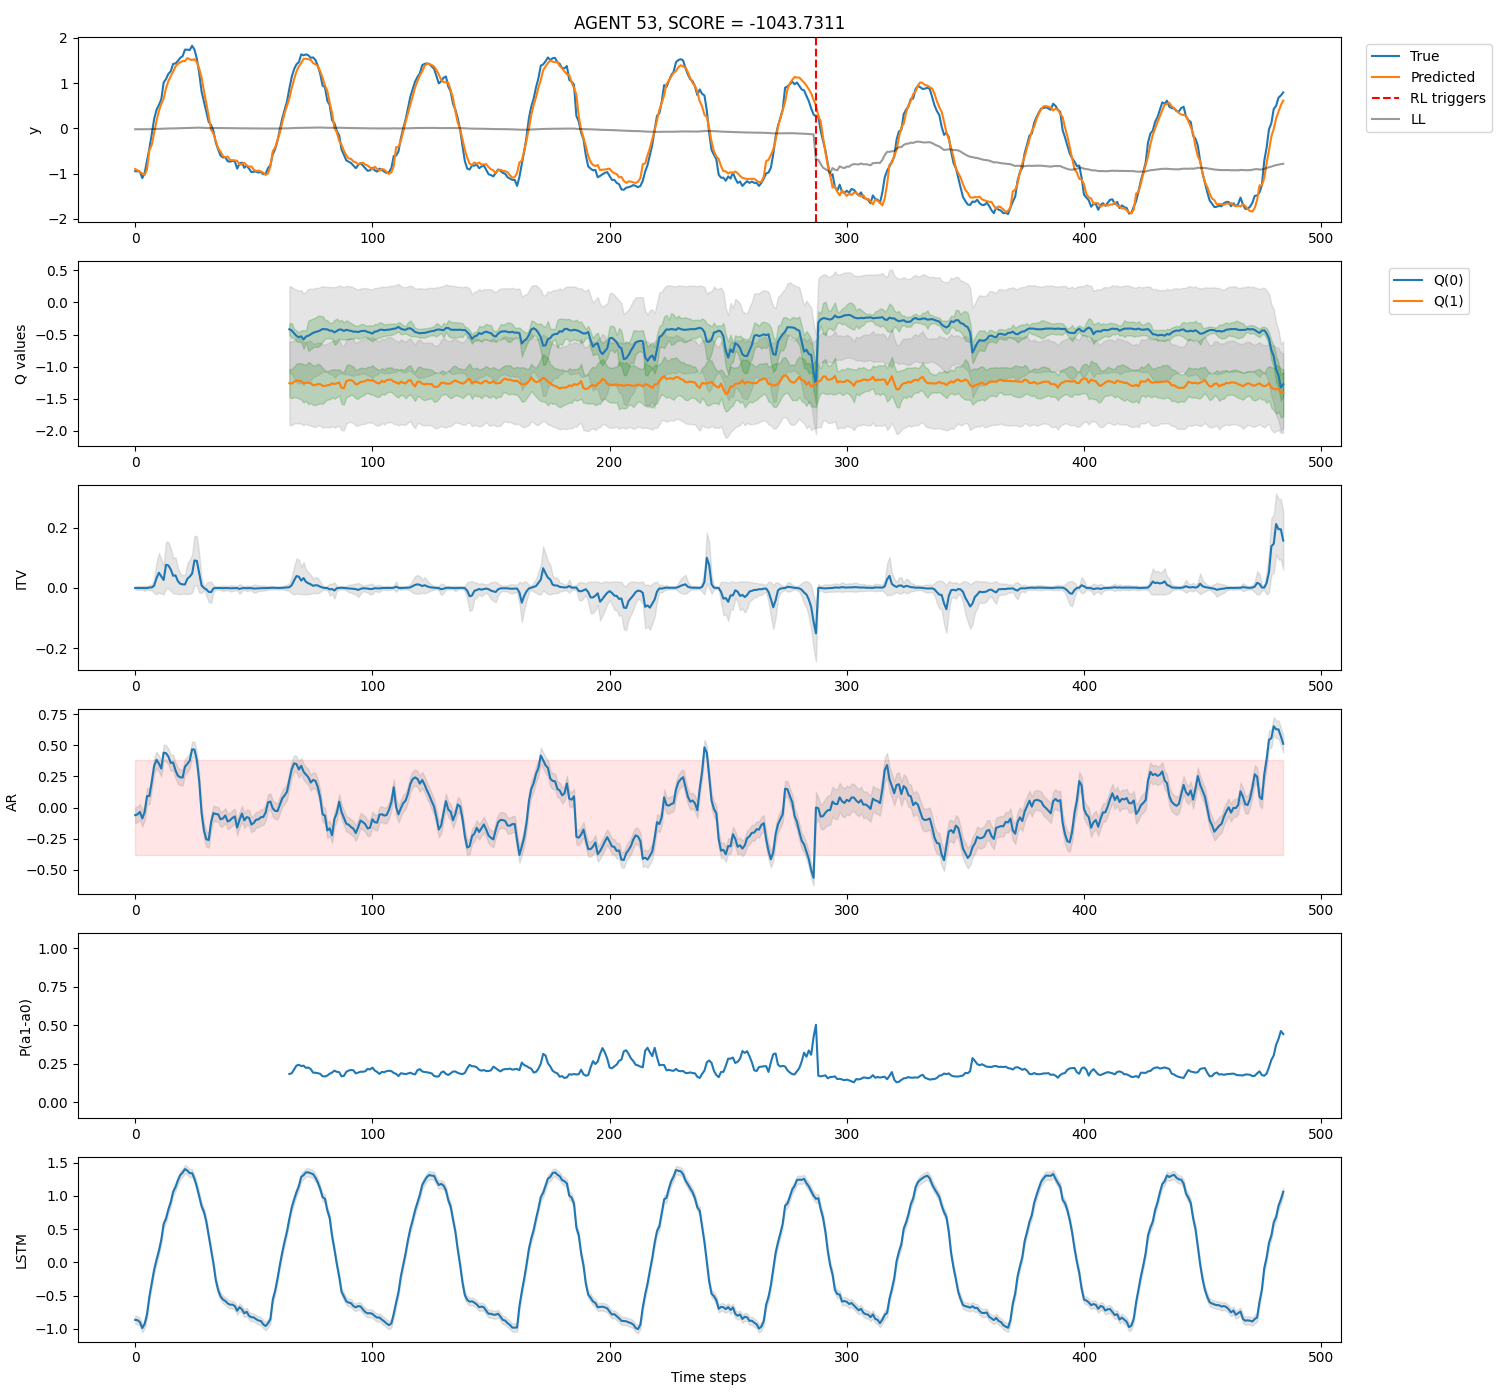 AGENT 53, SCORE = -1043.7311
2
1
0
−1
−2
y
0 100 200 300 400 500
True
Predicted
RL triggers
LL
0.5
0.0
−0.5
−1.0
−1.5
−2.0
Q values
0 100 200 300 400 500
Q(0)
Q(1)
0.2
0.0
−0.2
ITV
0 100 200 300 400 500
0.75
0.50
0.25
0.00
−0.25
−0.50
AR
0 100 200 300 400 500
1.00
0.75
0.50
0.25
0.00
P(a1-a0)
0 100 200 300 400 500
1.5
1.0
0.5
0.0
−0.5
−1.0
LSTM
0 100 200 300 400 500
Time steps